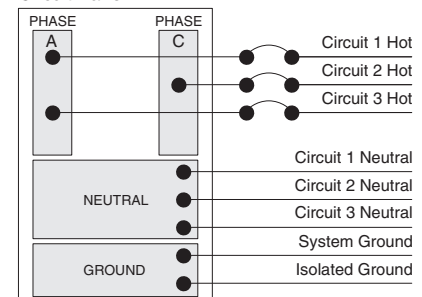 PHASE PHASE
A C
Circuit 1 Hot
Circuit 2 Hot
Circuit 3 Hot
Circuit 1 Neutral
Circuit 2 Neutral
NEUTRAL
Circuit 3 Neutral
System Ground
GROUND Isolated Ground